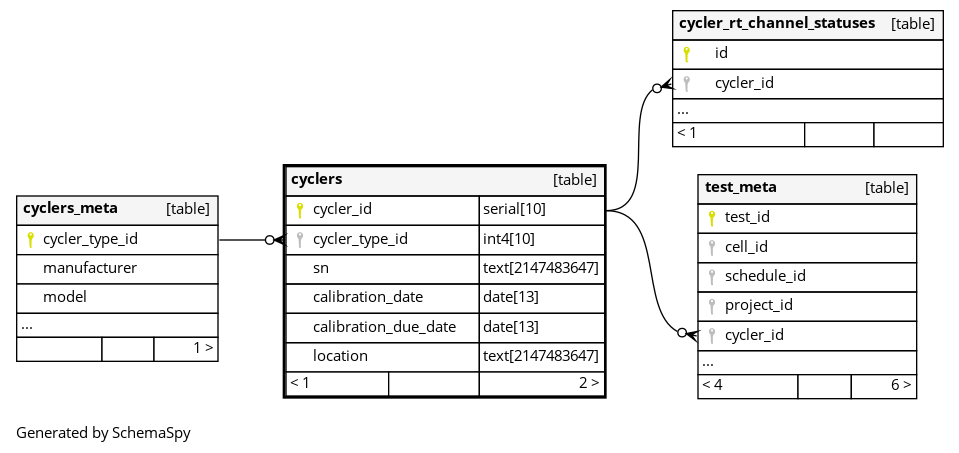 cycler_rt_channel_statuses [table]
id
cycler_id
...
< 1
cyclers [table]
cycler_id serial[10]
cycler_type_id int4[10]
sn text[2147483647]
calibration_date date[13]
calibration_due_date date[13]
location text[2147483647]
< 1 2 >
cyclers_meta [table]
cycler_type_id
manufacturer
model
...
1 >
test_meta [table]
test_id
cell_id
schedule_id
project_id
cycler_id
...
< 4 6 >
Generated by SchemaSpy